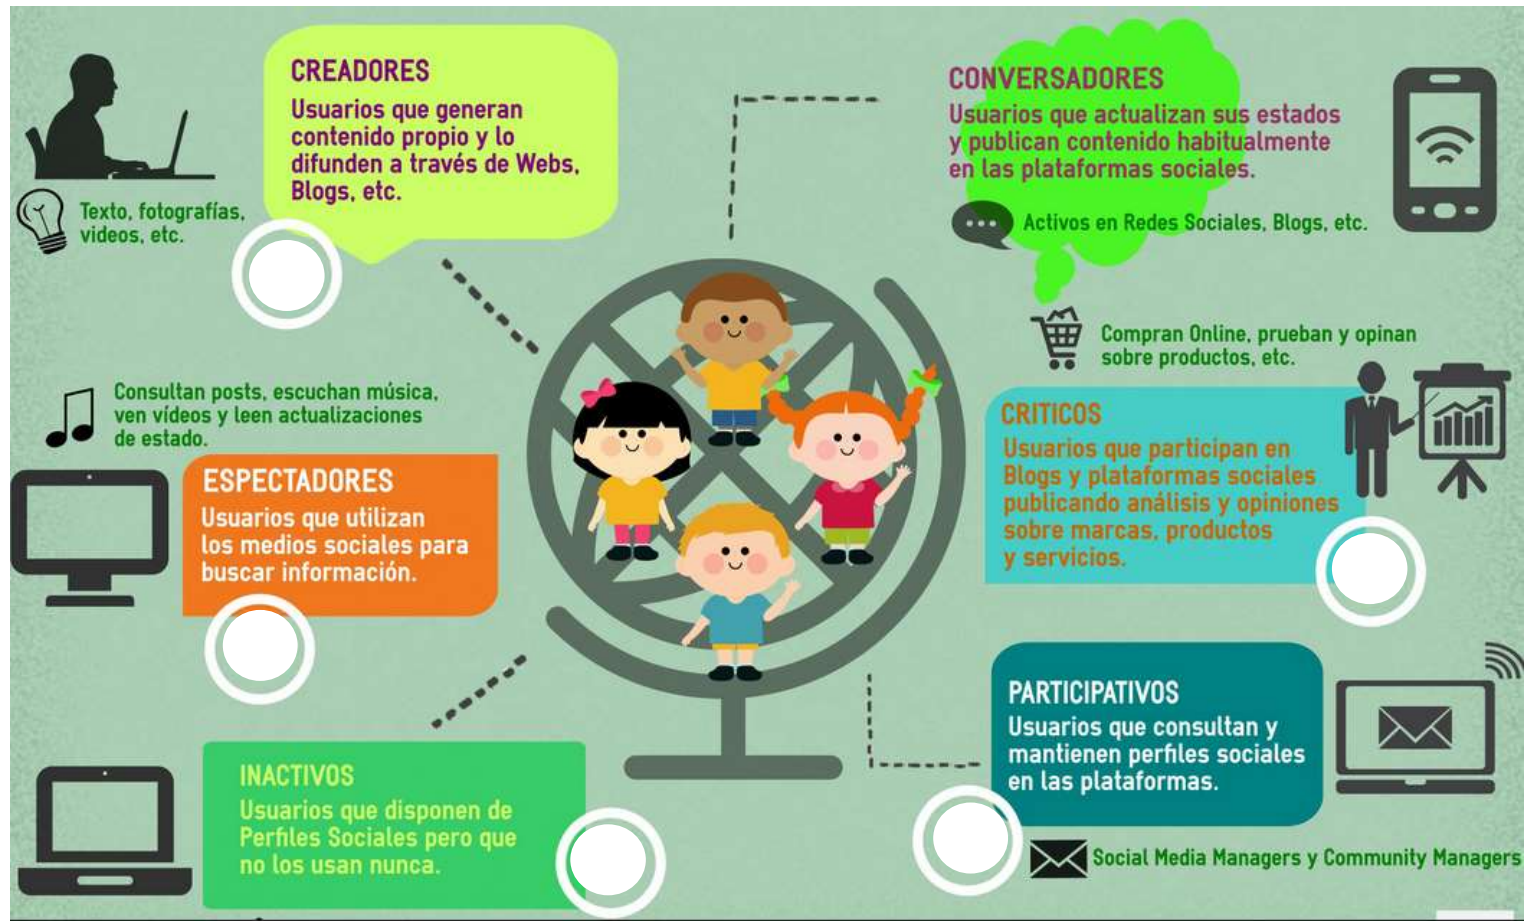 CREADORES
Usuarios que generan
contenido propio y lo
difunden a través de Webs,
Blogs, etc.
Texto, fotografías,
videos, etc.
CONVERSADORES
Usuarios que actualizan sus estados
y publican contenido habitualmente
en las plataformas sociales.
Activos en Redes Sociales, Blogs, etc.
Consultan posts, escuchan música,
ven vídeos y leen actualizaciones
de estado.
ESPECTADORES
Usuarios que utilizan
los medios sociales para
buscar información.
Compran Online, prueban y opinan
sobre productos, etc.
CRITICOS
Usuarios que participan en
Blogs y plataformas sociales
publicando análisis y opiniones
sobre marcas, productos
y servicios.
INACTIVOS
Usuarios que disponen de
Perfiles Sociales pero que
no los usan nunca.
PARTICIPATIVOS
Usuarios que consultan y
mantienen perfiles sociales
en las plataformas.
Social Media Managers y Community Managers